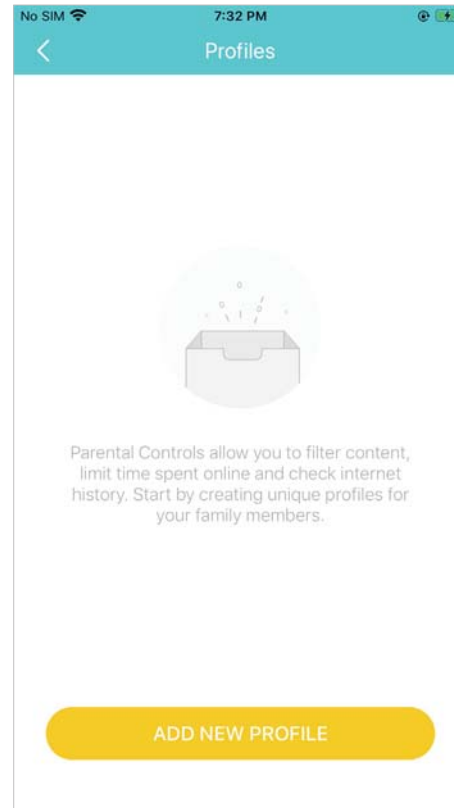 No SIM 7:32 PM
Profiles
Parental Controls allow you to filter content,
limit time spent online and check internet
history. Start by creating unique profiles for
your family members.
ADD NEW PROFILE